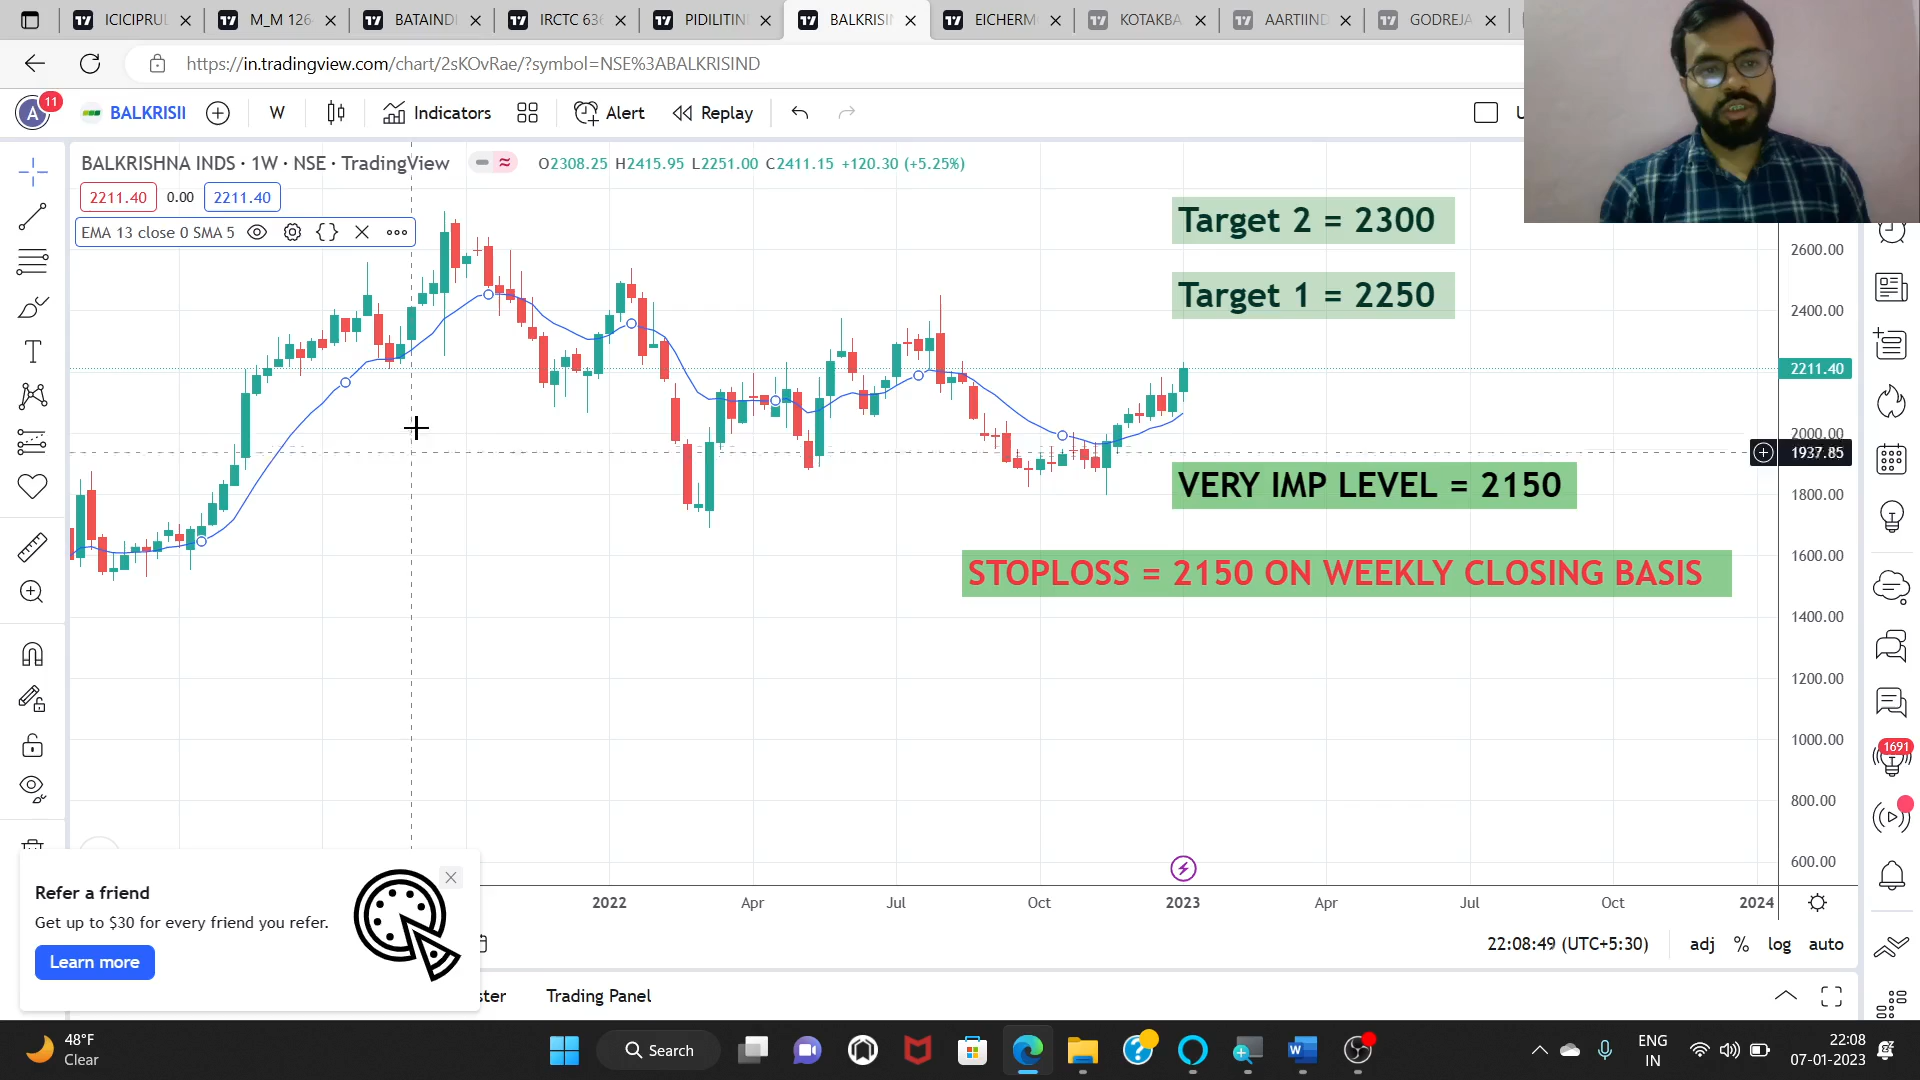 ICICIPRUL
M_M 126
BATAINDI
IRCTC 636
PIDILITIN
BALKRISIN
EICHERM
KOTAKBA
AARTIIND
GODREJA
https://in.tradingview.com/chart/2sKOvRae/?symbol=NSE%3ABALKRISIND
A
11
BALKRISII
W
Indicators
Alert
Replay
BALKRISHNA INDS · 1W · NSE · TradingView
O2308.25 H2415.95 L2251.00 C2411.15 +120.30 (+5.25%)
2211.40 0.00 2211.40
EMA 13 close 0 SMA 5
Target 2 = 2300
Target 1 = 2250
VERY IMP LEVEL = 2150
STOPLOSS = 2150 ON WEEKLY CLOSING BASIS
2600.00
2400.00
2211.40
2000.00
1937.85
1800.00
1600.00
1400.00
1200.00
1000.00
800.00
600.00
1691
2022 Apr Jul Oct 2023 Apr Jul Oct 2024
22:08:49 (UTC+5:30) adj % log auto
Refer a friend
Get up to $30 for every friend you refer.
Learn more
ster
Trading Panel
48°F
Clear
Search
ENG
IN
22:08
07-01-2023